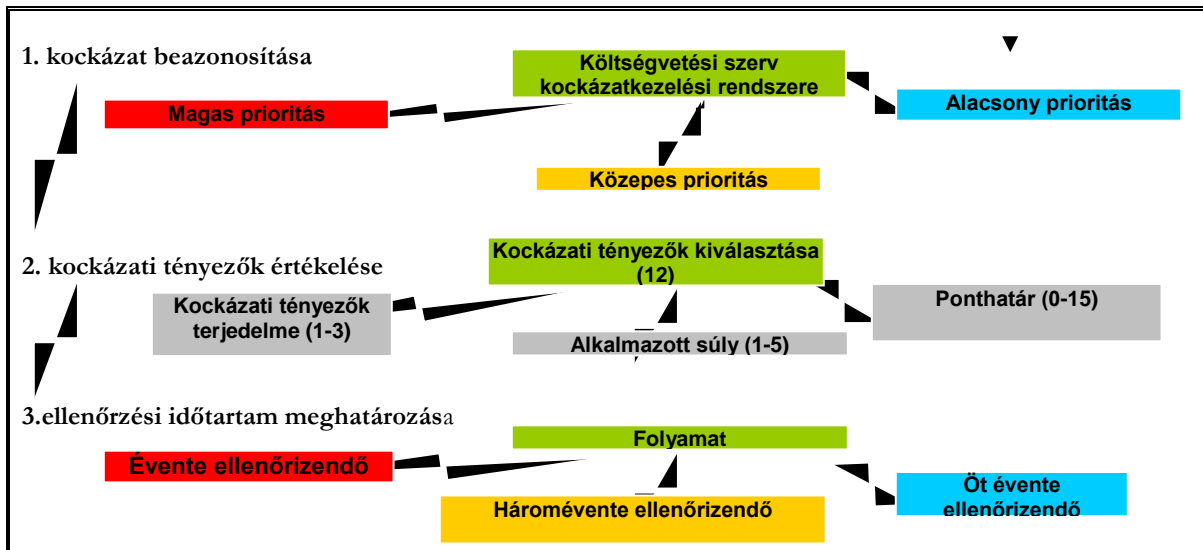 1. kockázat beazonosítása
Költségvetési szerv
kockázatkezelési rendszere
Magas prioritás
Alacsony prioritás
Közepes prioritás
2. kockázati tényezők értékelése
Kockázati tényezők kiválasztása
(12)
Kockázati tényezők
terjedelme (1-3)
Ponthatár (0-15)
Alkalmazott súly (1-5)
3.ellenőrzési időtartam meghatározása
Folyamat
Évente ellenőrizendő
Háromévente ellenőrizendő
Öt évente
ellenőrizendő